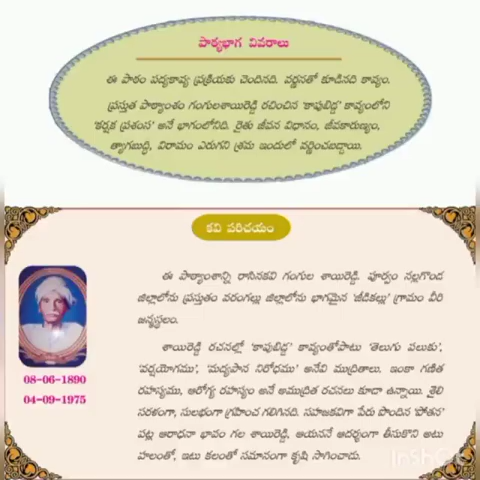 పాఠ్యభాగ వివరాలు
ఈ పాఠం పద్యకావ్య ప్రక్రియకు చెందినది. వర్ణనతో కూడినది కావ్యం.
ప్రస్తుత పాఠ్యాంశం గంగులశాయిరెడ్డి రచించిన 'కాపుబిడ్డ' కావ్యంలోని
'కర్షక ప్రశంస' అనే భాగంలోనిది. రైతు జీవన విధానం, జీవకారుణ్యం,
త్యాగబుద్ధి, విరామం ఎరుగని శ్రమ ఇందులో వర్ణించబడ్డాయి.
కవి పరిచయం
ఈ పాఠ్యాంశాన్ని రాసినకవి గంగుల శాయిరెడ్డి. పూర్వం నల్లగొండ
జిల్లాలోను ప్రస్తుతం వరంగల్లు జిల్లాలోను భాగమైన 'జీడికల్లు' గ్రామం వీరి
జన్మస్థలం.
శాయిరెడ్డి రచనల్లో 'కాపుబిడ్డ' కావ్యంతోపాటు 'తెలుగు పలుకు',
'వర్షయోగము', 'మద్యపాన నిరోధము' అనేవి ముద్రితాలు. ఇంకా గణిత
రహస్యము, ఆరోగ్య రహస్యం అనే అముద్రిత రచనలు కూడా ఉన్నాయి. శైలి
సరళంగా, సులభంగా గ్రహించ గలిగినది. సహజకవిగా పేరు పొందిన 'పోతన'
పట్ల ఆరాధనా భావం గల శాయిరెడ్డి, ఆయననే ఆదర్శంగా తీసుకొని అటు
హలంతో, ఇటు కలంతో సమానంగా కృషి సాగించాడు.
08-06-1890
04-09-1975
InShOt